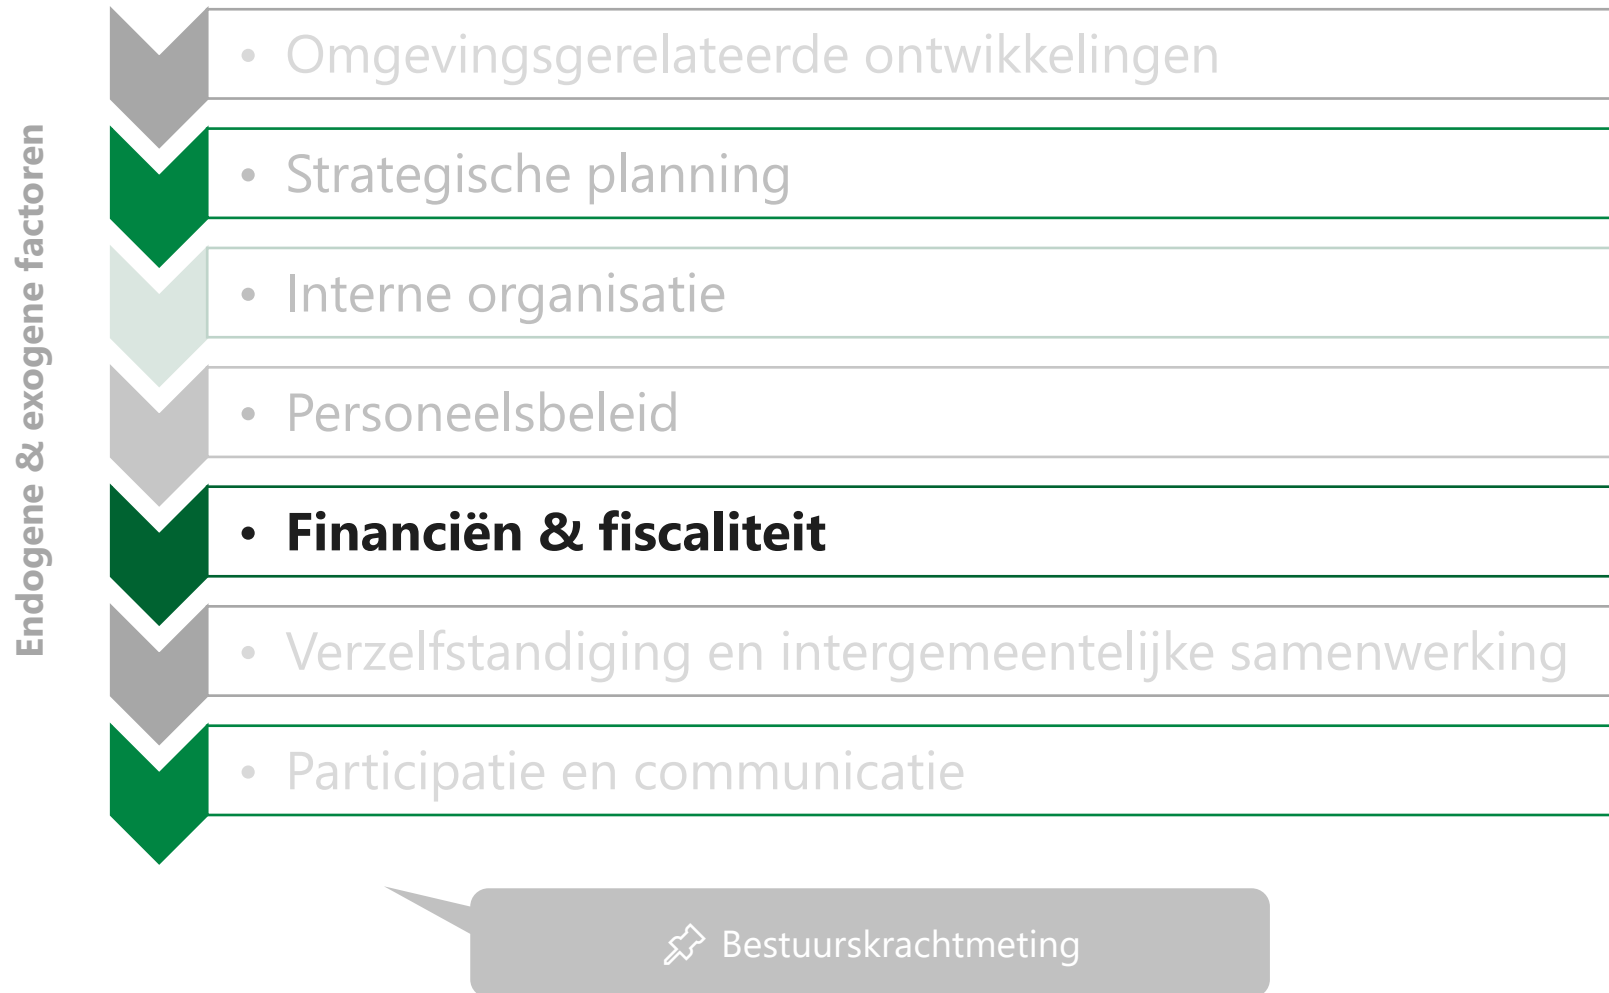 Endogene & exogene factoren
• Omgevingsgerelateerde ontwikkelingen
• Strategische planning
• Interne organisatie
• Personeelsbeleid
• Financiën & fiscaliteit
• Verzelfstandiging en intergemeentelijke samenwerking
• Participatie en communicatie
Bestuurskrachtmeting